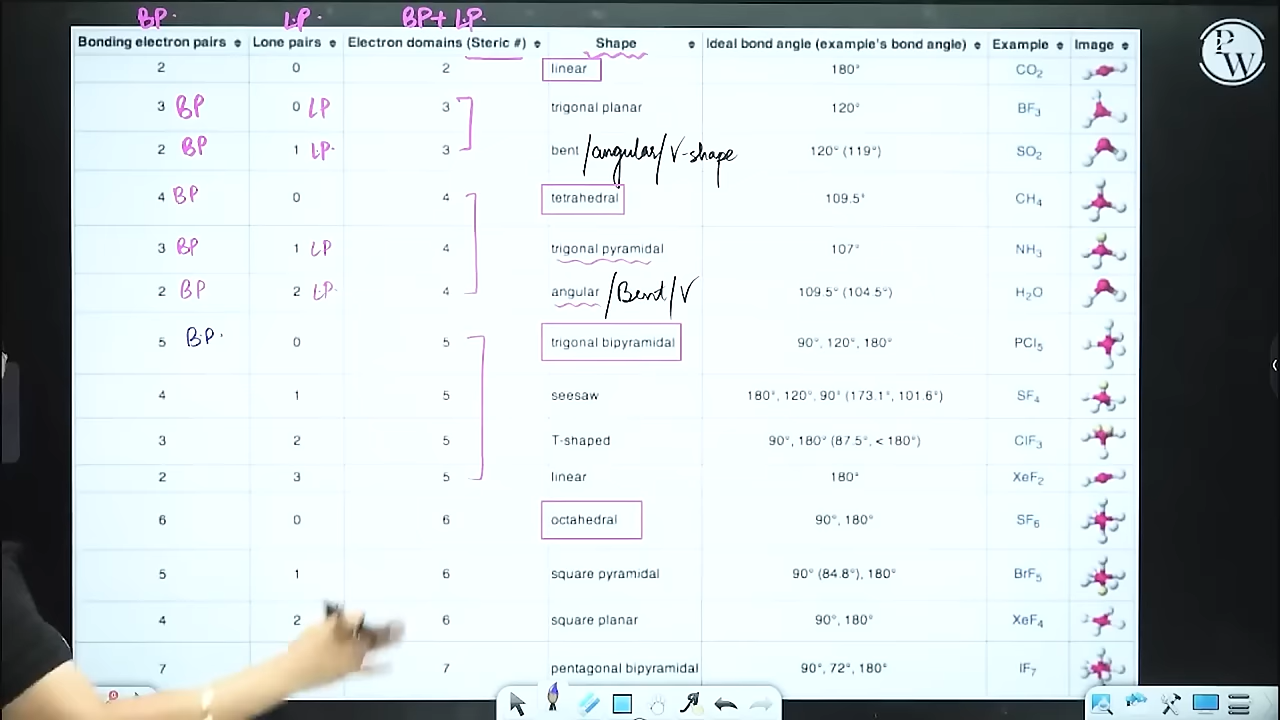 BP. LP. BP+ LP.
Bonding electron pairs Lone pairs Electron domains (Steric #) Shape Ideal bond angle (example's bond angle) Example Image
2 0 2 linear 180° CO2
3 BP 0 LP 3 trigonal planar 120° BF3
2 BP 1 LP. 3 bent /angular/ V-shape 120° (119°) SO2
4 BP 0 4 tetrahedral 109.5° CH4
3 BP 1 LP 4 trigonal pyramidal 107° NH3
2 BP 2 LP. 4 angular /Bend/V 109.5° (104.5°) H2O
5 B.P. 0 5 trigonal bipyramidal 90°, 120°, 180° PCl5
4 1 5 seesaw 180°, 120°, 90° (173.1°, 101.6°) SF4
3 2 5 T-shaped 90°, 180° (87.5°, < 180°) ClF3
2 3 5 linear 180° XeF2
6 0 6 octahedral 90°, 180° SF6
5 1 6 square pyramidal 90° (84.8°), 180° BrF5
4 2 6 square planar 90°, 180° XeF4
7 7 pentagonal bipyramidal 90°, 72°, 180° IF7
P
W